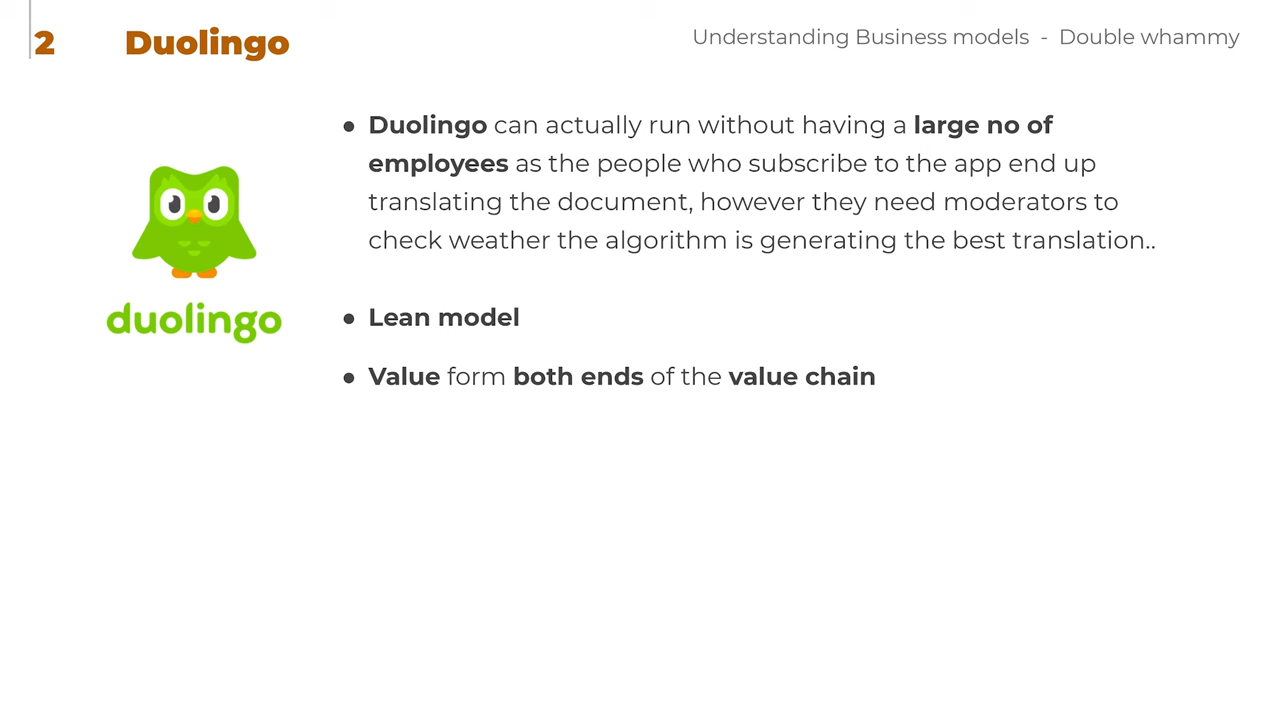 2 Duolingo
Understanding Business models - Double whammy
● Duolingo can actually run without having a large no of
employees as the people who subscribe to the app end up
translating the document, however they need moderators to
check weather the algorithm is generating the best translation..
duolingo
● Lean model
● Value form both ends of the value chain